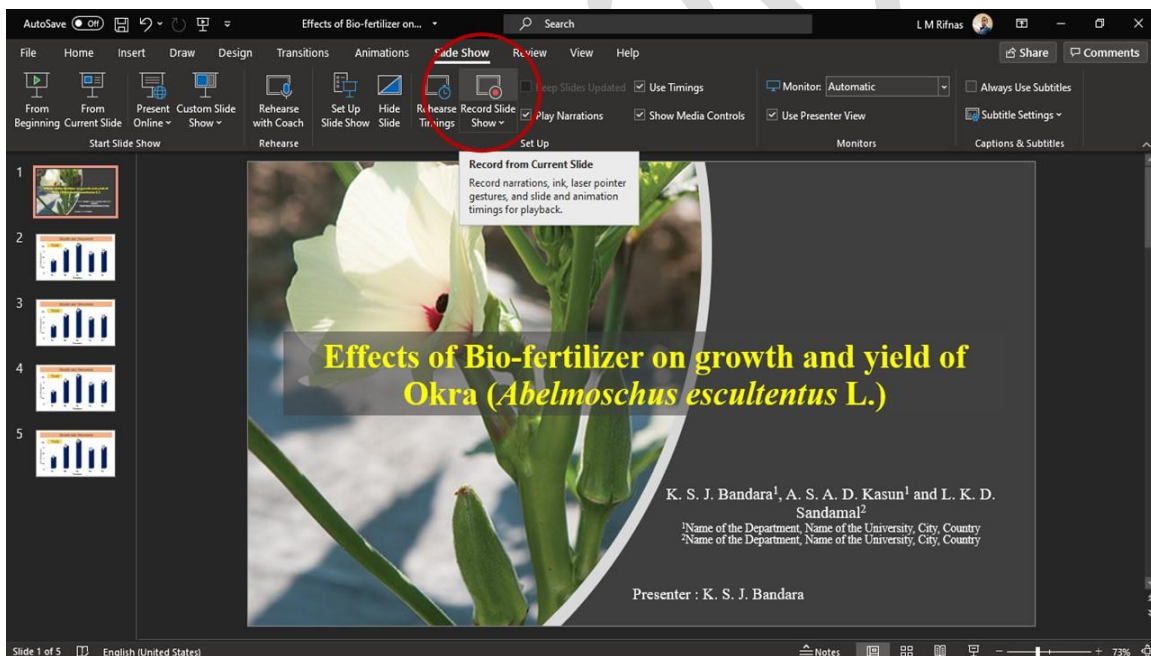 AutoSave Off Effects of Bio-fertilizer on... Search L M Rifnas
File Home Insert Draw Design Transitions Animations Slide Show Review View Help Share Comments
From Beginning
From Current Slide
Present Online
Custom Slide Show
Rehearse with Coach
Set Up Slide Show
Hide Slide
Rehearse Timings
Record Slide Show
Keep Slides Updated
Use Timings
Play Narrations
Show Media Controls
Monitor: Automatic
Use Presenter View
Always Use Subtitles
Subtitle Settings
Start Slide Show Rehearse Set Up Monitors Captions & Subtitles
Record from Current Slide
Record narrations, ink, laser pointer
gestures, and slide and animation
timings for playback.
1
2
3
4
5
Effects of Bio-fertilizer on growth and yield of
Okra (Abelmoschus escultentus L.)
K. S. J. Bandara1, A. S. A. D. Kasun1 and L. K. D.
Sandamal2
1Name of the Department, Name of the University, City, Country
2Name of the Department, Name of the University, City, Country
Presenter : K. S. J. Bandara
Slide 1 of 5 English (United States) Notes 73%